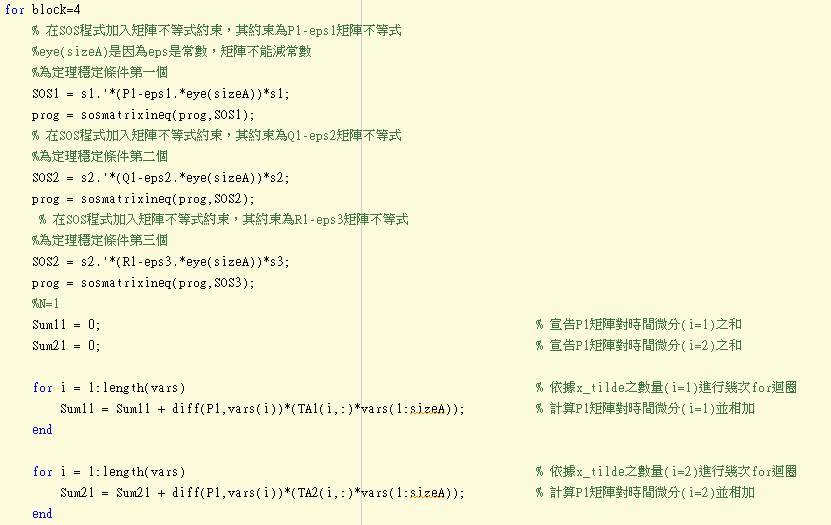 for block=4
% 在SOS程式加入矩陣不等式約束，其約束為P1-eps1矩陣不等式
%eye(sizeA)是因為eps是常數，矩陣不能減常數
%為定理穩定條件第一個
SOS1 = s1.'*(P1-eps1.*eye(sizeA))*s1;
prog = sosmatrixineq(prog,SOS1);
% 在SOS程式加入矩陣不等式約束，其約束為Q1-eps2矩陣不等式
%為定理穩定條件第二個
SOS2 = s2.'*(Q1-eps2.*eye(sizeA))*s2;
prog = sosmatrixineq(prog,SOS2);
% 在SOS程式加入矩陣不等式約束，其約束為R1-eps3矩陣不等式
%為定理穩定條件第三個
SOS2 = s2.'*(R1-eps3.*eye(sizeA))*s3;
prog = sosmatrixineq(prog,SOS3);
%N=1
Sum11 = 0; % 宣告P1矩陣對時間微分(i=1)之和
Sum21 = 0; % 宣告P1矩陣對時間微分(i=2)之和
for i = 1:length(vars) % 依據x_tilde之數量(i=1)進行幾次for迴圈
Sum11 = Sum11 + diff(P1,vars(i))*(TA1(i,:)*vars(1:sizeA)); % 計算P1矩陣對時間微分(i=1)並相加
end
for i = 1:length(vars) % 依據x_tilde之數量(i=2)進行幾次for迴圈
Sum21 = Sum21 + diff(P1,vars(i))*(TA2(i,:)*vars(1:sizeA)); % 計算P1矩陣對時間微分(i=2)並相加
end